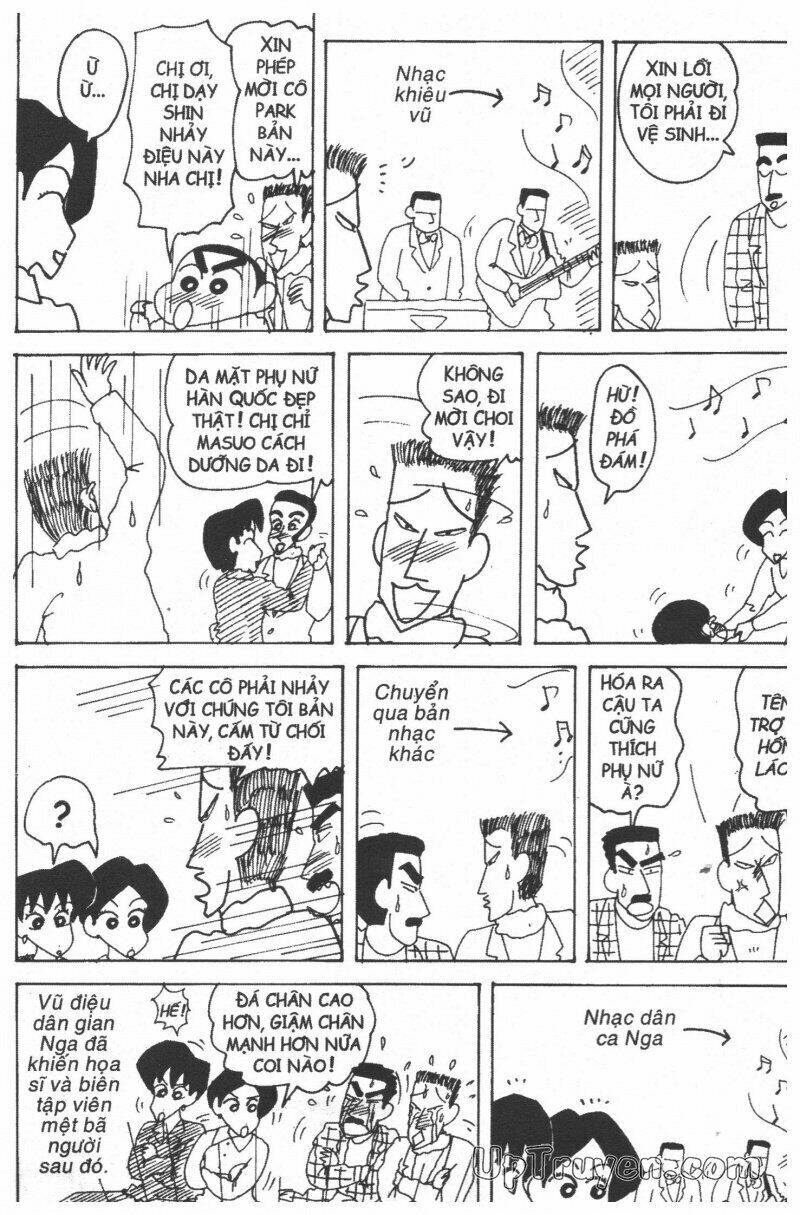 XIN LỖI
MỌI NGƯỜI,
TÔI PHẢI ĐI
VỆ SINH...
Nhạc
khiêu
vũ
XIN
PHÉP
MỜI CÔ
PARK
BẢN
NÀY...
CHỊ ƠI,
CHỊ DẠY
SHIN
NHẢY
ĐIỆU NÀY
NHA CHỊ!
Ừ
Ừ...
HỪ!
ĐỒ
PHÁ
ĐÁM!
KHÔNG
SAO, ĐI
MỜI CHOI
VẬY!
DA MẶT PHỤ NỮ
HÀN QUỐC ĐẸP
THẬT! CHỊ CHỈ
MASUO CÁCH
DƯỠNG DA ĐI!
TÊN
TRỢ
HỒN
LÁC
HÓA RA
CẬU TA
CŨNG
THÍCH
PHỤ NỮ
À?
Chuyển
qua bản
nhạc
khác
CÁC CÔ PHẢI NHẢY
VỚI CHÚNG TÔI BẢN
NÀY, CẤM TỪ CHỐI
ĐẤY!
?
Nhạc dân
ca Nga
ĐÁ CHÂN CAO
HƠN, GIẬM CHÂN
MẠNH HƠN NỮA
COI NÀO!
HẾ!
Vũ điệu
dân gian
Nga đã
khiến họa
sĩ và biên
tập viên
mệt bã
người
sau đó.
UpTruyen.com